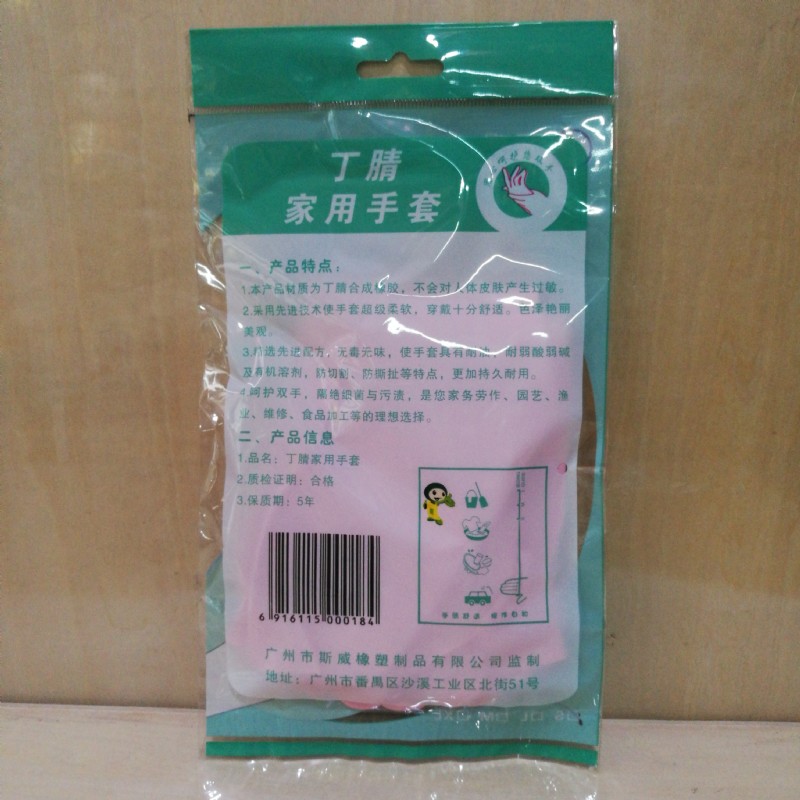 丁腈
家用手套
一、产品特点：
1.本产品材质为丁腈合成橡胶，不会对人体皮肤产生过敏。
2.采用先进技术使手套超级柔软，穿戴十分舒适。色泽艳丽
美观。
3.精选先进配方，无毒无味，使手套具有耐油、耐弱酸弱碱
及有机溶剂，防切割、防撕扯等特点，更加持久耐用。
4.呵护双手，隔绝细菌与污渍，是您家务劳作、园艺、渔
业、维修、食品加工等的理想选择。
二、产品信息
1.品名：丁腈家用手套
2.质检证明：合格
3.保质期：5年
6 916115 000184
广州市斯威橡塑制品有限公司监制
地址：广州市番禺区沙溪工业区北街51号